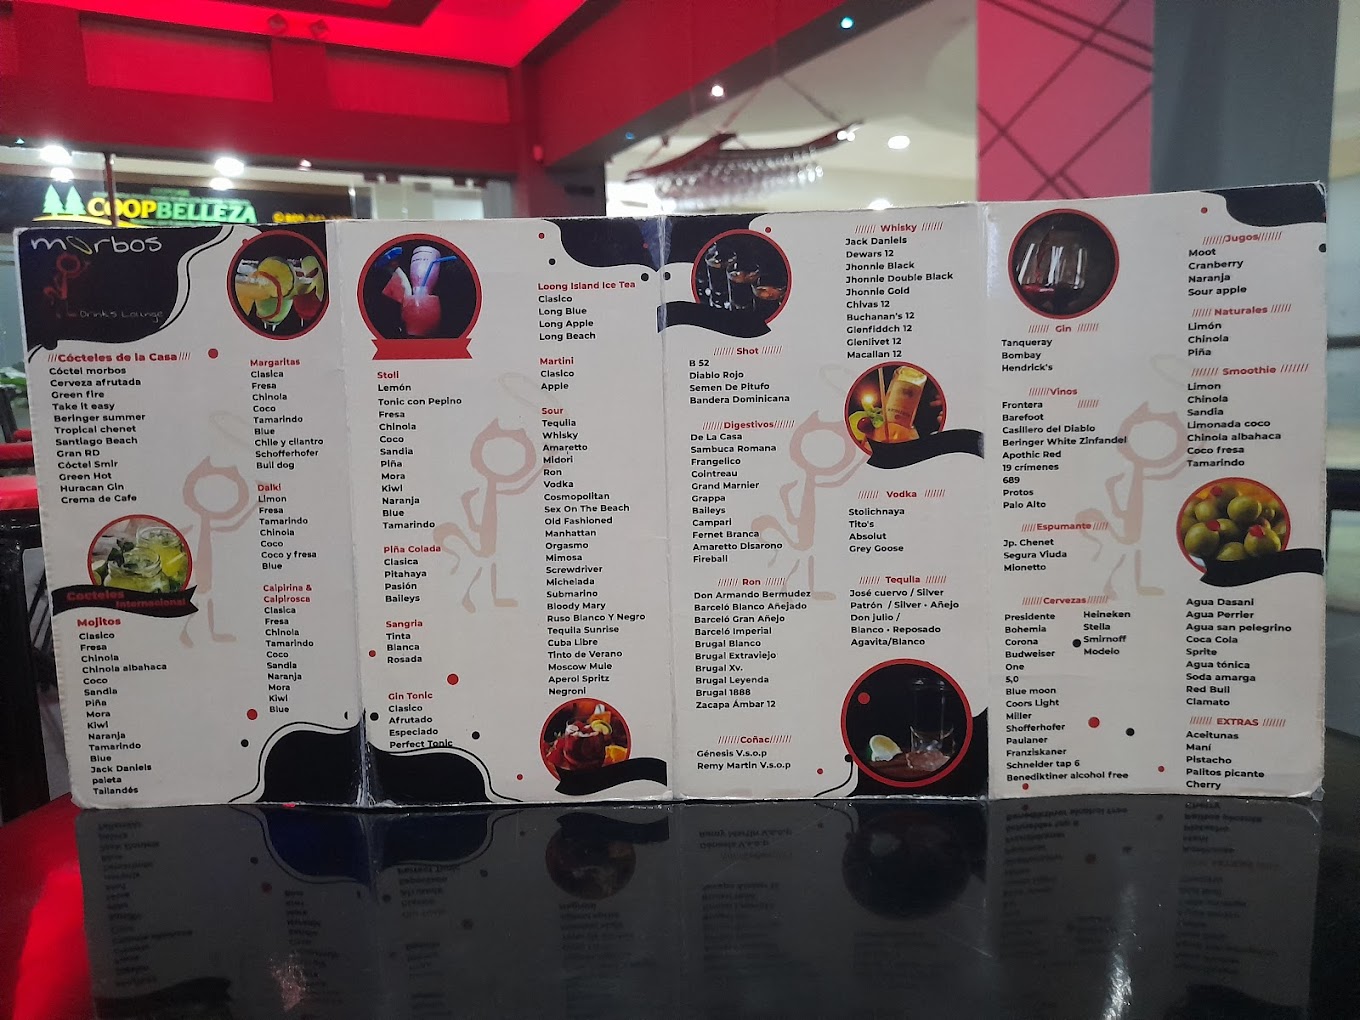 COOPBELLEZA
morbos
Drinks Lounge
Cócteles de la Casa
Cóctel morbos
Cerveza afrutada
Green fire
Take it easy
Beringer summer
Tropical chenet
Santiago Beach
Gran RD
Cóctel Smir
Green Hot
Huracan Gin
Crema de Cafe
Cocteles
Internacional
Mojitos
Clasico
Fresa
Chinola
Chinola albahaca
Coco
Sandia
Piña
Mora
Kiwi
Naranja
Tamarindo
Blue
Jack Daniels
paleta
Tailandés
Margaritas
Clasica
Fresa
Chinola
Coco
Tamarindo
Blue
Chile y cilantro
Schofferhofer
Bull dog
Daiki
Limon
Fresa
Tamarindo
Chinola
Coco
Coco y fresa
Blue
Caipirina &
Caipirosca
Clasica
Fresa
Chinola
Tamarindo
Coco
Sandia
Naranja
Mora
Kiwi
Blue
Stoli
Lemón
Tonic con Pepino
Fresa
Chinola
Coco
Sandia
Piña
Mora
Kiwi
Naranja
Blue
Tamarindo
Piña Colada
Clasica
Pitahaya
Pasión
Baileys
Sangria
Tinta
Blanca
Rosada
Gin Tonic
Clasico
Afrutado
Especiado
Perfect Tonic
Loong Island Ice Tea
Clasico
Long Blue
Long Apple
Long Beach
Martini
Clasico
Apple
Sour
Tequila
Whisky
Amaretto
Midori
Ron
Vodka
Cosmopolitan
Sex On The Beach
Old Fashioned
Manhattan
Orgasmo
Mimosa
Screwdriver
Michelada
Submarino
Bloody Mary
Ruso Blanco Y Negro
Tequila Sunrise
Cuba Libre
Tinto de Verano
Moscow Mule
Aperol Spritz
Negroni
Shot
B 52
Diablo Rojo
Semen De Pitufo
Bandera Dominicana
Digestivos
De La Casa
Sambuca Romana
Frangelico
Cointreau
Grand Marnier
Grappa
Baileys
Campari
Fernet Branca
Amaretto Disarono
Fireball
Ron
Don Armando Bermudez
Barceló Blanco Añejado
Barceló Gran Añejo
Barceló Imperial
Brugal Blanco
Brugal Extraviejo
Brugal Xv.
Brugal Leyenda
Brugal 1888
Zacapa Ámbar 12
Coñac
Génesis V.s.o.p
Remy Martin V.s.o.p
Whisky
Jack Daniels
Dewars 12
Jhonnie Black
Jhonnie Double Black
Jhonnie Gold
Chivas 12
Buchanan's 12
Glenfiddch 12
Glenlivet 12
Macallan 12
Vodka
Stolichnaya
Tito's
Absolut
Grey Goose
Tequila
José cuervo / Silver
Patrón / Silver - Añejo
Don julio /
Blanco - Reposado
Agavita/Blanco
Gin
Tanqueray
Bombay
Hendrick's
Vinos
Frontera
Barefoot
Casillero del Diablo
Beringer White Zinfandel
Apothic Red
19 crímenes
689
Protos
Palo Alto
Espumante
Jp. Chenet
Segura Viuda
Mionetto
Cervezas
Presidente
Bohemia
Corona
Budweiser
One
5,0
Blue moon
Coors Light
Miller
Shofferhofer
Paulaner
Franziskaner
Schneider tap 6
Benediktiner alcohol free
Heineken
Stella
Smirnoff
Modelo
Jugos
Moot
Cranberry
Naranja
Sour apple
Naturales
Limón
Chinola
Piña
Smoothie
Limon
Chinola
Sandia
Limonada coco
Chinola albahaca
Coco fresa
Tamarindo
Agua Dasani
Agua Perrier
Agua san pelegrino
Coca Cola
Sprite
Agua tónica
Soda amarga
Red Bull
Clamato
EXTRAS
Aceitunas
Maní
Pistacho
Palitos picante
Cherry